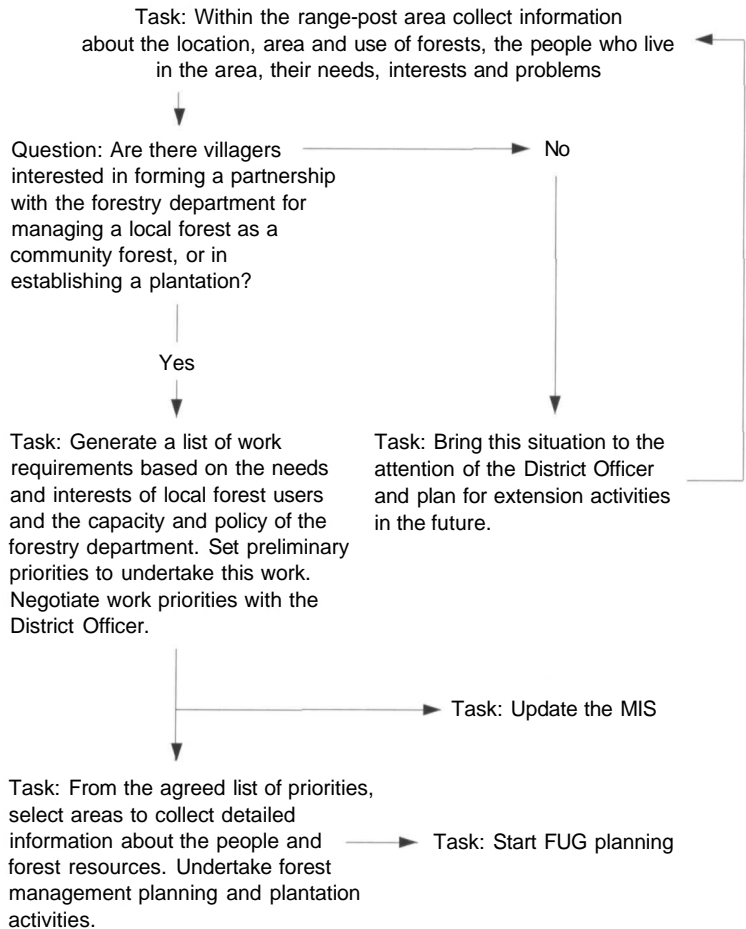 Task: Within the range-post area collect information
about the location, area and use of forests, the people who live
in the area, their needs, interests and problems
Question: Are there villagers
interested in forming a partnership
with the forestry department for
managing a local forest as a
community forest, or in
establishing a plantation?
No
Yes
Task: Generate a list of work
requirements based on the needs
and interests of local forest users
and the capacity and policy of the
forestry department. Set preliminary
priorities to undertake this work.
Negotiate work priorities with the
District Officer.
Task: Bring this situation to the
attention of the District Officer
and plan for extension activities
in the future.
Task: Update the MIS
Task: From the agreed list of priorities,
select areas to collect detailed
information about the people and
forest resources. Undertake forest
management planning and plantation
activities.
Task: Start FUG planning